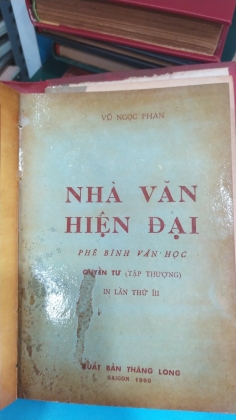 VŨ NGỌC PHAN
NHÀ VĂN
HIỆN ĐẠI
PHÊ BÌNH VĂN HỌC
QUYỂN TƯ (TẬP THƯỢNG)
IN LẦN THỨ III
XUẤT BẢN THĂNG LONG
SAIGON 1960